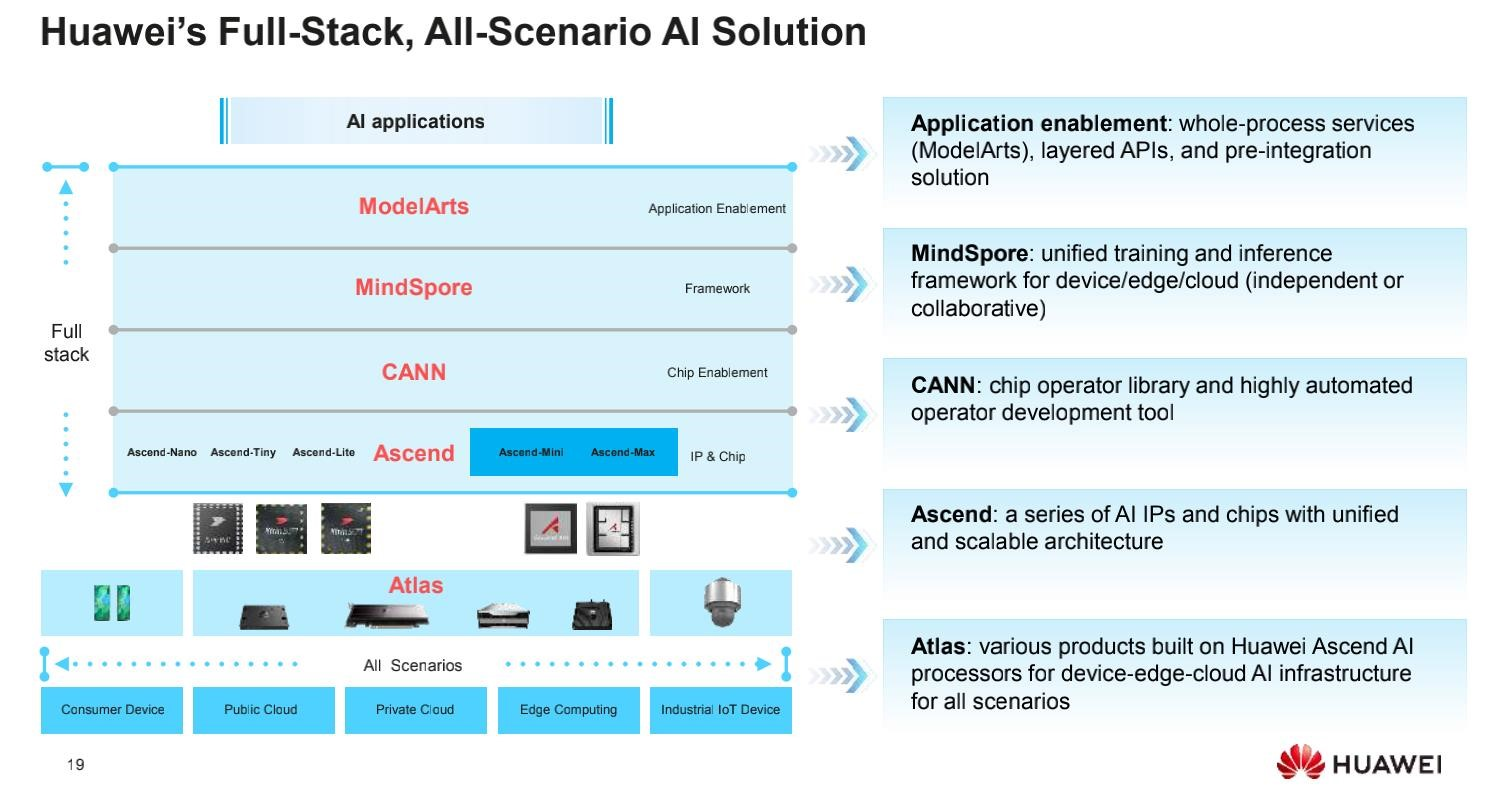 Huawei’s Full-Stack, All-Scenario AI Solution
AI applications
ModelArts
Application Enablement
MindSpore
Framework
Full
stack
CANN
Chip Enablement
Ascend-Nano
Ascend-Tiny
Ascend-Lite
Ascend
Ascend-Mini
Ascend-Max
IP & Chip
Atlas
All Scenarios
Consumer Device
Public Cloud
Private Cloud
Edge Computing
Industrial IoT Device
Application enablement: whole-process services
(ModelArts), layered APIs, and pre-integration
solution
MindSpore: unified training and inference
framework for device/edge/cloud (independent or
collaborative)
CANN: chip operator library and highly automated
operator development tool
Ascend: a series of AI IPs and chips with unified
and scalable architecture
Atlas: various products built on Huawei Ascend AI
processors for device-edge-cloud AI infrastructure
for all scenarios
19
HUAWEI